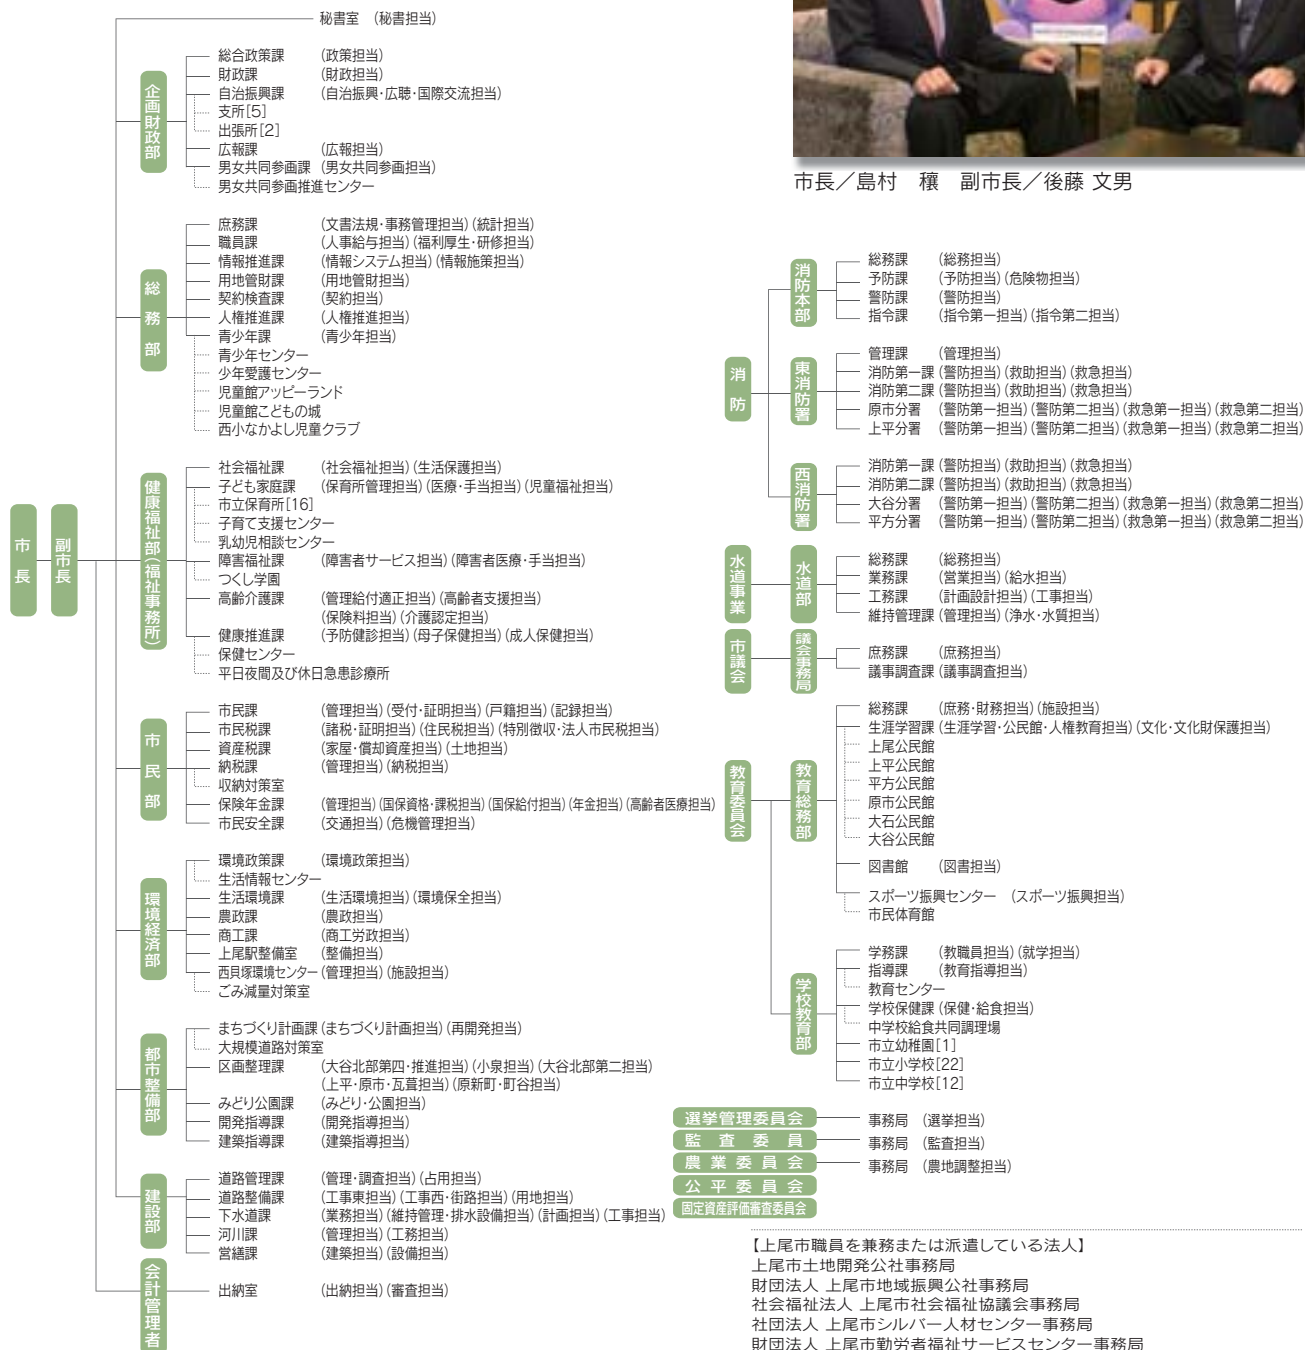 市長
副市長
秘書室 (秘書担当)
企画財政部
総合政策課 (政策担当)
財政課 (財政担当)
自治振興課 (自治振興・広聴・国際交流担当)
支所[5]
出張所[2]
広報課 (広報担当)
男女共同参画課 (男女共同参画担当)
男女共同参画推進センター
総務部
庶務課 (文書法規・事務管理担当)(統計担当)
職員課 (人事給与担当)(福利厚生・研修担当)
情報推進課 (情報システム担当)(情報施策担当)
用地管財課 (用地管財担当)
契約検査課 (契約担当)
人権推進課 (人権推進担当)
青少年課 (青少年担当)
青少年センター
少年愛護センター
児童館アッピーランド
児童館こどもの城
西小なかよし児童クラブ
健康福祉部(福祉事務所)
社会福祉課 (社会福祉担当)(生活保護担当)
子ども家庭課 (保育所管理担当)(医療・手当担当)(児童福祉担当)
市立保育所[16]
子育て支援センター
乳幼児相談センター
障害福祉課 (障害者サービス担当)(障害者医療・手当担当)
つくし学園
高齢介護課 (管理給付適正担当)(高齢者支援担当)
(保険料担当)(介護認定担当)
健康推進課 (予防健診担当)(母子保健担当)(成人保健担当)
保健センター
平日夜間及び休日急患診療所
市民部
市民課 (管理担当)(受付・証明担当)(戸籍担当)(記録担当)
市民税課 (諸税・証明担当)(住民税担当)(特別徴収・法人市民税担当)
資産税課 (家屋・償却資産担当)(土地担当)
納税課 (管理担当)(納税担当)
収納対策室
保険年金課 (管理担当)(国保資格・課税担当)(国保給付担当)(年金担当)(高齢者医療担当)
市民安全課 (交通担当)(危機管理担当)
環境経済部
環境政策課 (環境政策担当)
生活情報センター
生活環境課 (生活環境担当)(環境保全担当)
農政課 (農政担当)
商工課 (商工労政担当)
上尾駅整備室 (整備担当)
西貝塚環境センター(管理担当)(施設担当)
ごみ減量対策室
都市整備部
まちづくり計画課(まちづくり計画担当)(再開発担当)
大規模道路対策室
区画整理課 (大谷北部第四・推進担当)(小泉担当)(大谷北部第二担当)
(上平・原市・瓦葺担当)(原新町・町谷担当)
みどり公園課 (みどり・公園担当)
開発指導課 (開発指導担当)
建築指導課 (建築指導担当)
建設部
道路管理課 (管理・調査担当)(占用担当)
道路整備課 (工事東担当)(工事西・街路担当)(用地担当)
下水道課 (業務担当)(維持管理・排水設備担当)(計画担当)(工事担当)
河川課 (管理担当)(工務担当)
営繕課 (建築担当)(設備担当)
会計管理者
出納室 (出納担当)(審査担当)
市長/島村 穰 副市長/後藤 文男
消防
消防本部
総務課 (総務担当)
予防課 (予防担当)(危険物担当)
警防課 (警防担当)
指令課 (指令第一担当)(指令第二担当)
東消防署
管理課 (管理担当)
消防第一課 (警防担当)(救助担当)(救急担当)
消防第二課 (警防担当)(救助担当)(救急担当)
原市分署 (警防第一担当)(警防第二担当)(救急第一担当)(救急第二担当)
上平分署 (警防第一担当)(警防第二担当)(救急第一担当)(救急第二担当)
西消防署
消防第一課 (警防担当)(救助担当)(救急担当)
消防第二課 (警防担当)(救助担当)(救急担当)
大谷分署 (警防第一担当)(警防第二担当)(救急第一担当)(救急第二担当)
平方分署 (警防第一担当)(警防第二担当)(救急第一担当)(救急第二担当)
水道事業
水道部
総務課 (総務担当)
業務課 (営業担当)(給水担当)
工務課 (計画設計担当)(工事担当)
維持管理課(管理担当)(浄水・水質担当)
市議会
議会事務局
庶務課 (庶務担当)
議事調査課(議事調査担当)
教育委員会
教育総務部
総務課 (庶務・財務担当)(施設担当)
生涯学習課(生涯学習・公民館・人権教育担当)(文化・文化財保護担当)
上尾公民館
上平公民館
平方公民館
原市公民館
大石公民館
大谷公民館
図書館 (図書担当)
スポーツ振興センター (スポーツ振興担当)
市民体育館
学校教育部
学務課 (教職員担当)(就学担当)
指導課 (教育指導担当)
教育センター
学校保健課(保健・給食担当)
中学校給食共同調理場
市立幼稚園[1]
市立小学校[22]
市立中学校[12]
選挙管理委員会 事務局 (選挙担当)
監査委員 事務局 (監査担当)
農業委員会 事務局 (農地調整担当)
公平委員会
固定資産評価審査委員会
【上尾市職員を兼務または派遣している法人】
上尾市土地開発公社事務局
財団法人 上尾市地域振興公社事務局
社会福祉法人 上尾市社会福祉協議会事務局
社団法人 上尾市シルバー人材センター事務局
財団法人 上尾市勤労者福祉サービスセンター事務局